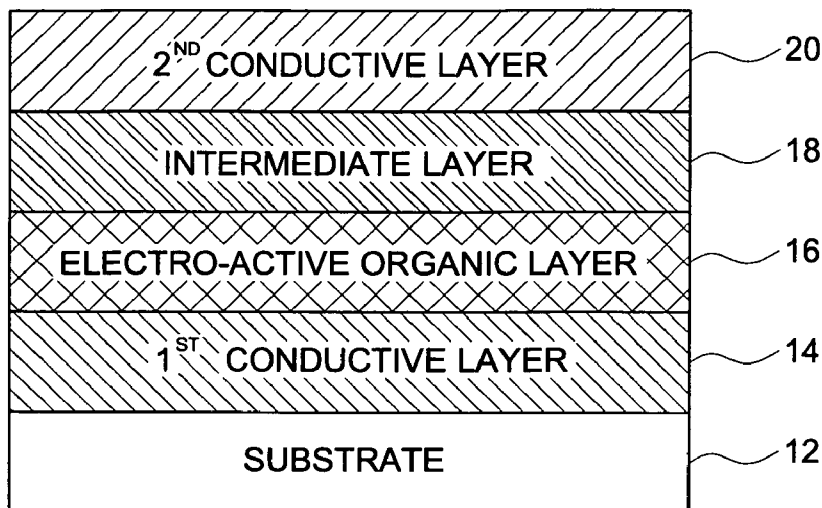 2ND CONDUCTIVE LAYER 20
INTERMEDIATE LAYER 18
ELECTRO-ACTIVE ORGANIC LAYER 16
1ST CONDUCTIVE LAYER 14
SUBSTRATE 12